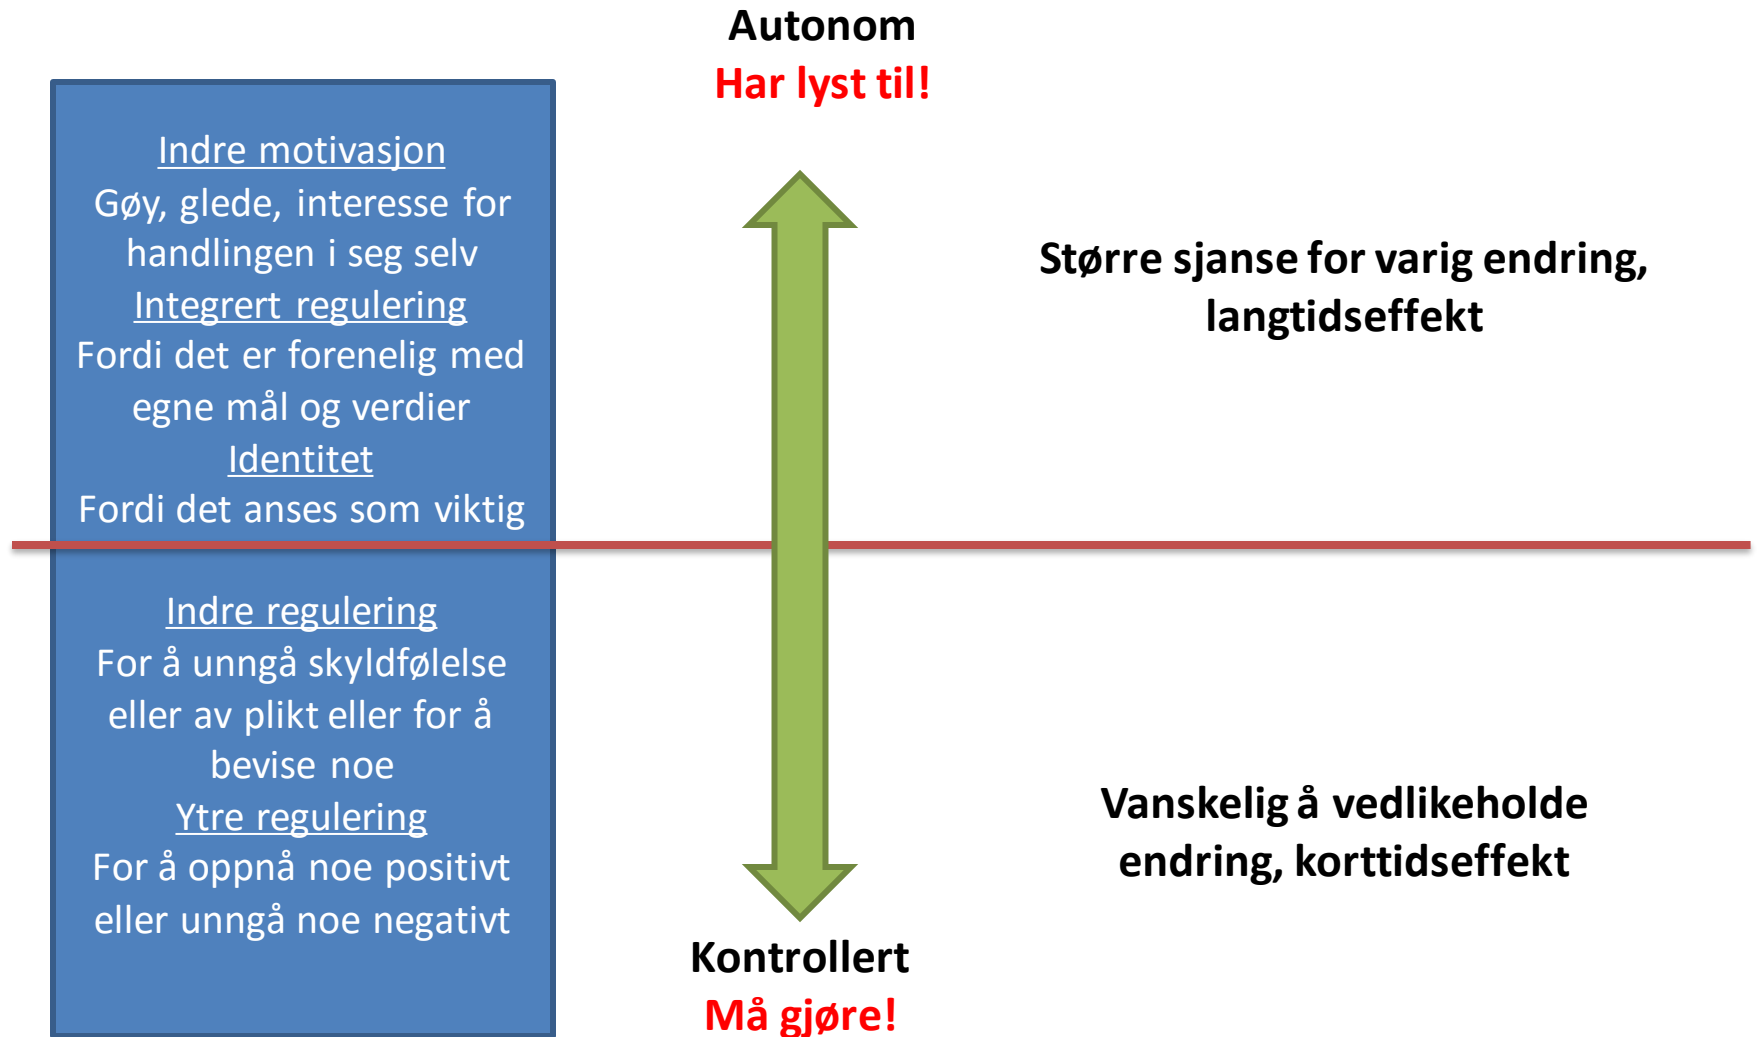 Autonom
Har lyst til!
Indre motivasjon
Gøy, glede, interesse for
handlingen i seg selv
Integrert regulering
Fordi det er forenelig med
egne mål og verdier
Identitet
Fordi det anses som viktig
Større sjanse for varig endring,
langtidseffekt
Indre regulering
For å unngå skyldfølelse
eller av plikt eller for å
bevise noe
Ytre regulering
For å oppnå noe positivt
eller unngå noe negativt
Vanskelig å vedlikeholde
endring, korttidseffekt
Kontrollert
Må gjøre!